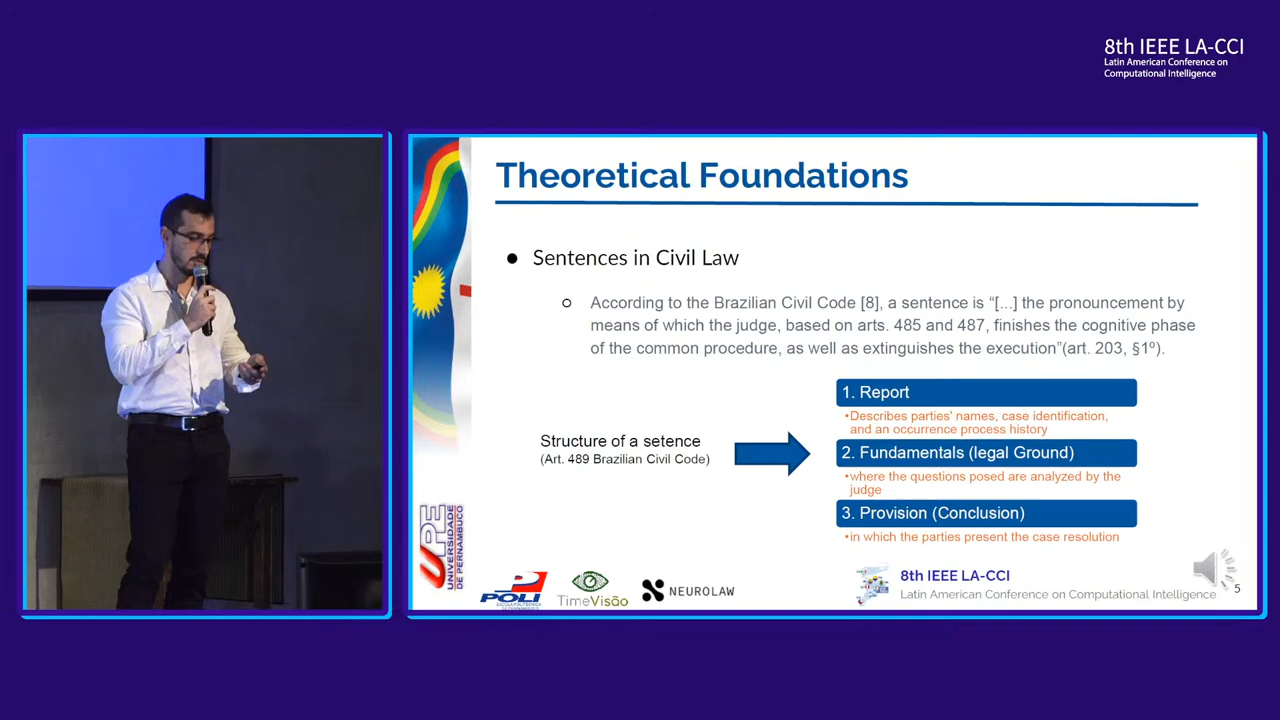 8th IEEE LA-CCI
Latin American Conference on
Computational Intelligence
Theoretical Foundations
● Sentences in Civil Law
○ According to the Brazilian Civil Code [8], a sentence is “[...] the pronouncement by
means of which the judge, based on arts. 485 and 487, finishes the cognitive phase
of the common procedure, as well as extinguishes the execution”(art. 203, §1º).
Structure of a setence
(Art. 489 Brazilian Civil Code)
1. Report
•Describes parties' names, case identification,
and an occurrence process history
2. Fundamentals (legal Ground)
•where the questions posed are analyzed by the
judge
3. Provision (Conclusion)
•in which the parties present the case resolution
UPE
UNIVERSIDADE
DE PERNAMBUCO
POLI
ESCOLA POLITÉCNICA
DE PERNAMBUCO
TimeVisão
NEUROLAW
8th IEEE LA-CCI
Latin American Conference on Computational Intelligence
5